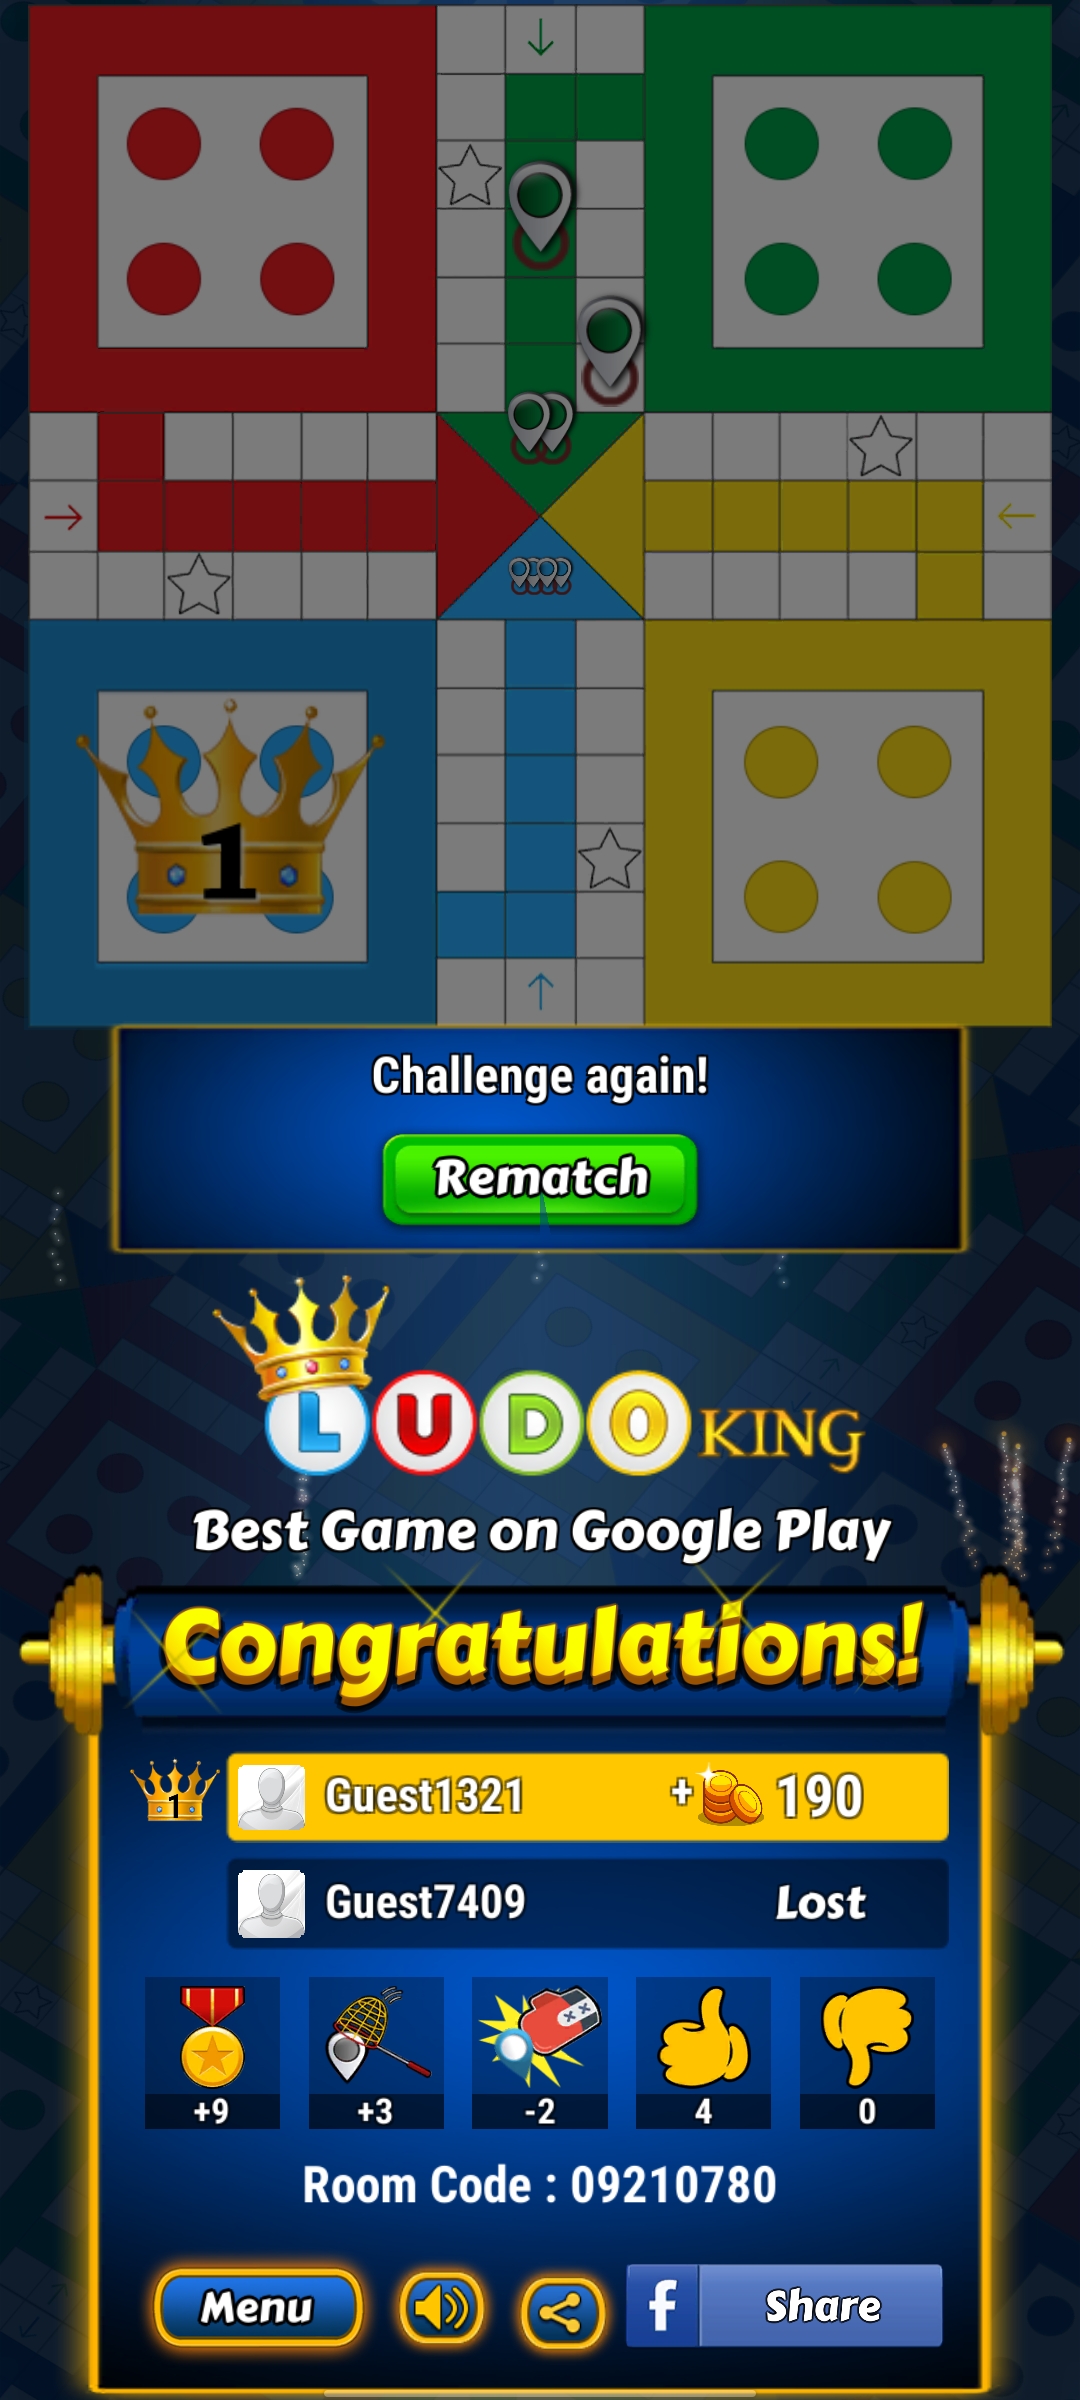 1
Challenge again!
Rematch
LUDO KING
Best Game on Google Play
Congratulations!
1 Guest1321 + 190
Guest7409 Lost
+9 +3 -2 4 0
Room Code : 09210780
Menu f Share